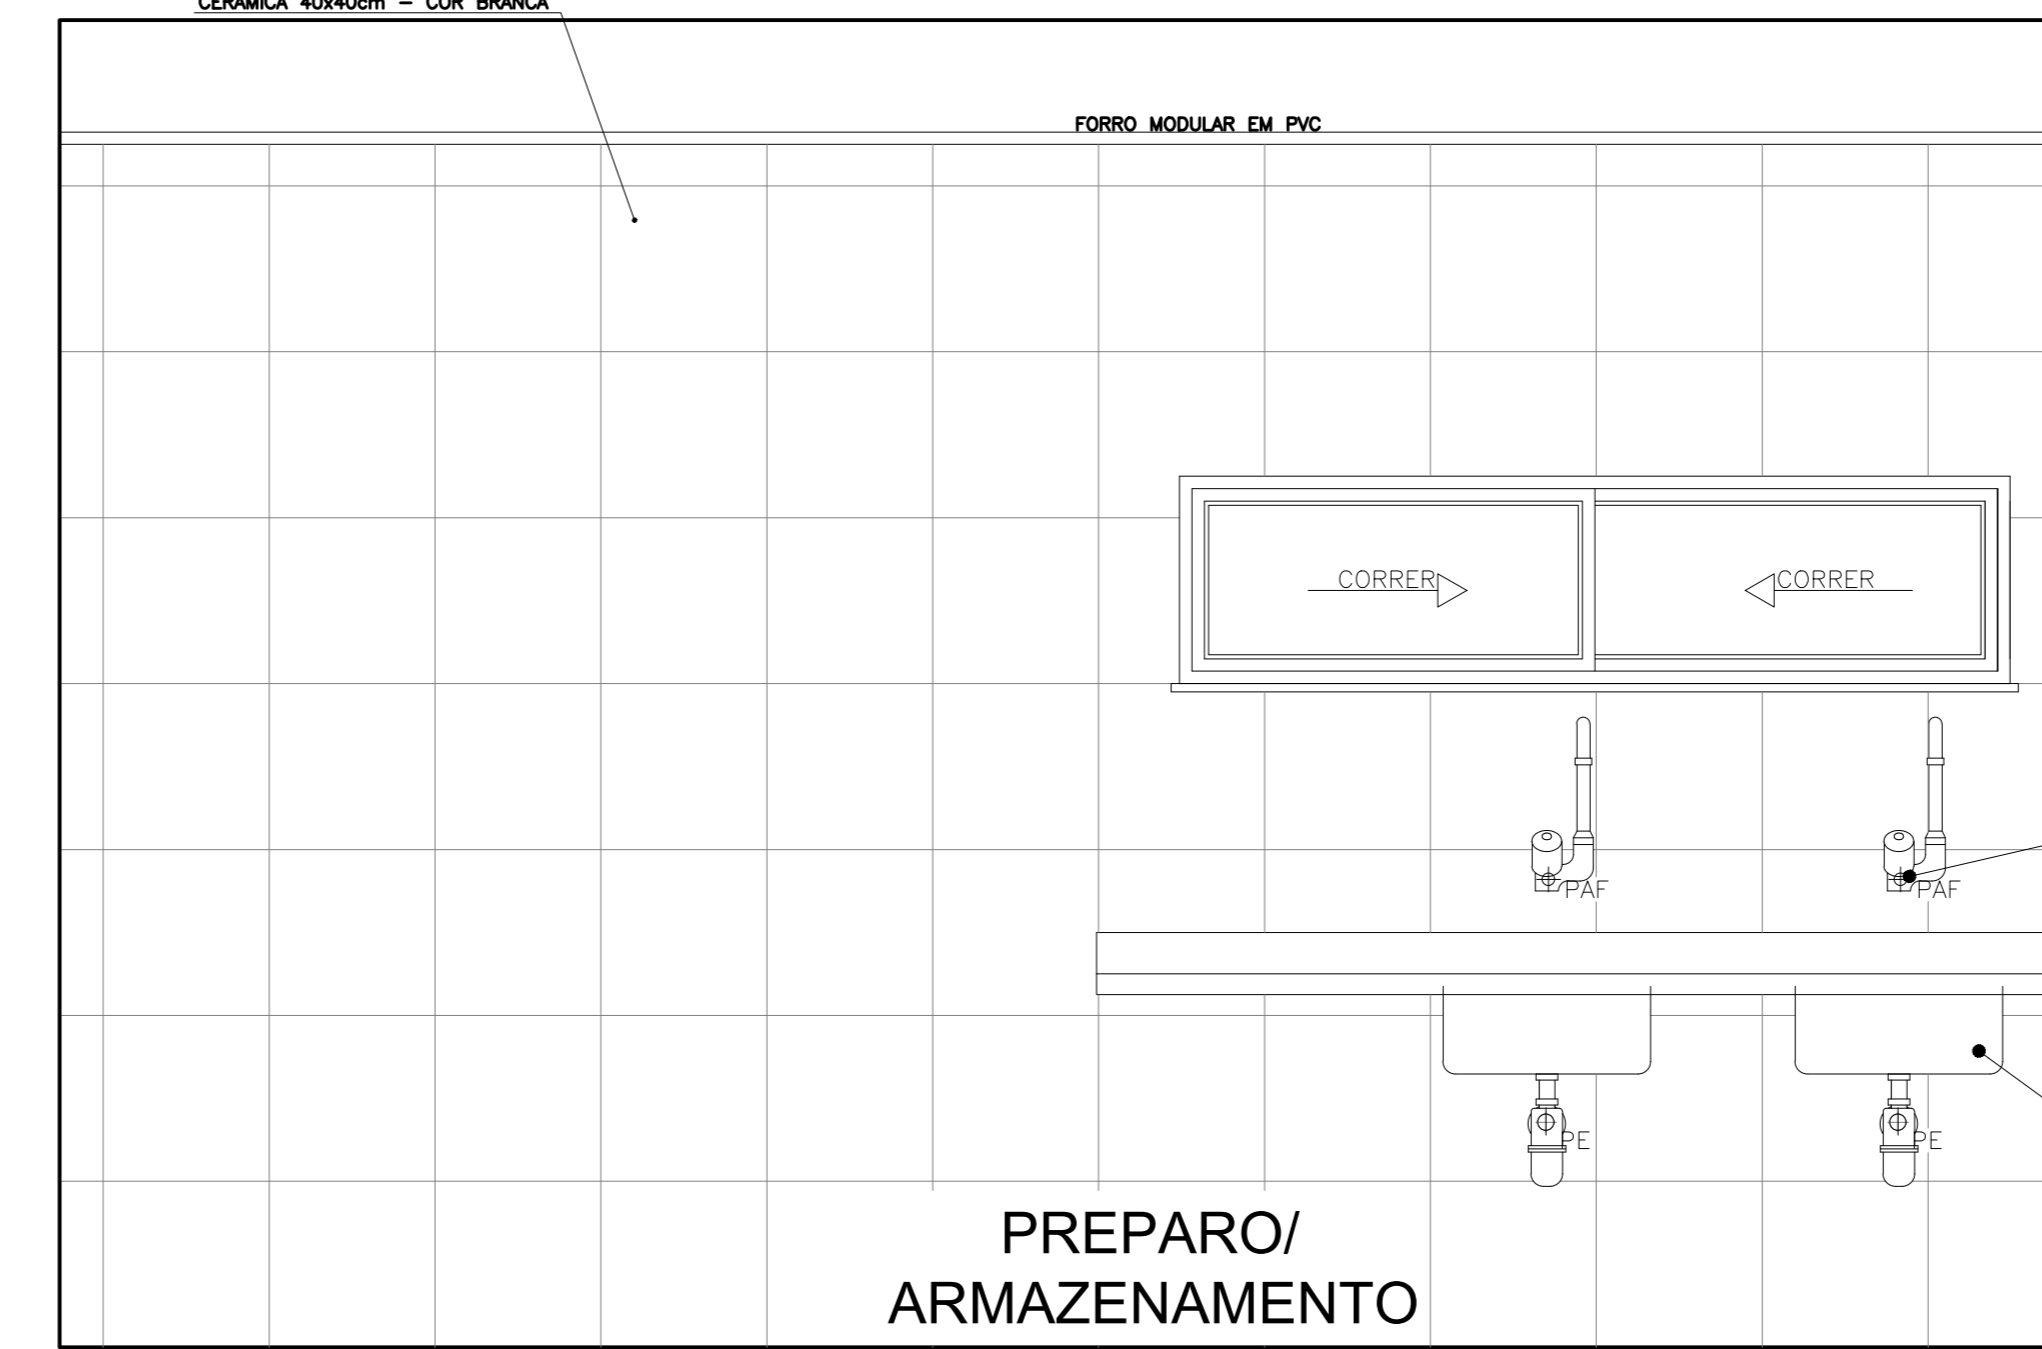 CERÂMICA 40x40cm - COR BRANCA
FORRO MODULAR EM PVC
CORRER
CORRER
PAF
PAF
PE
PE
PREPARO/
ARMAZENAMENTO